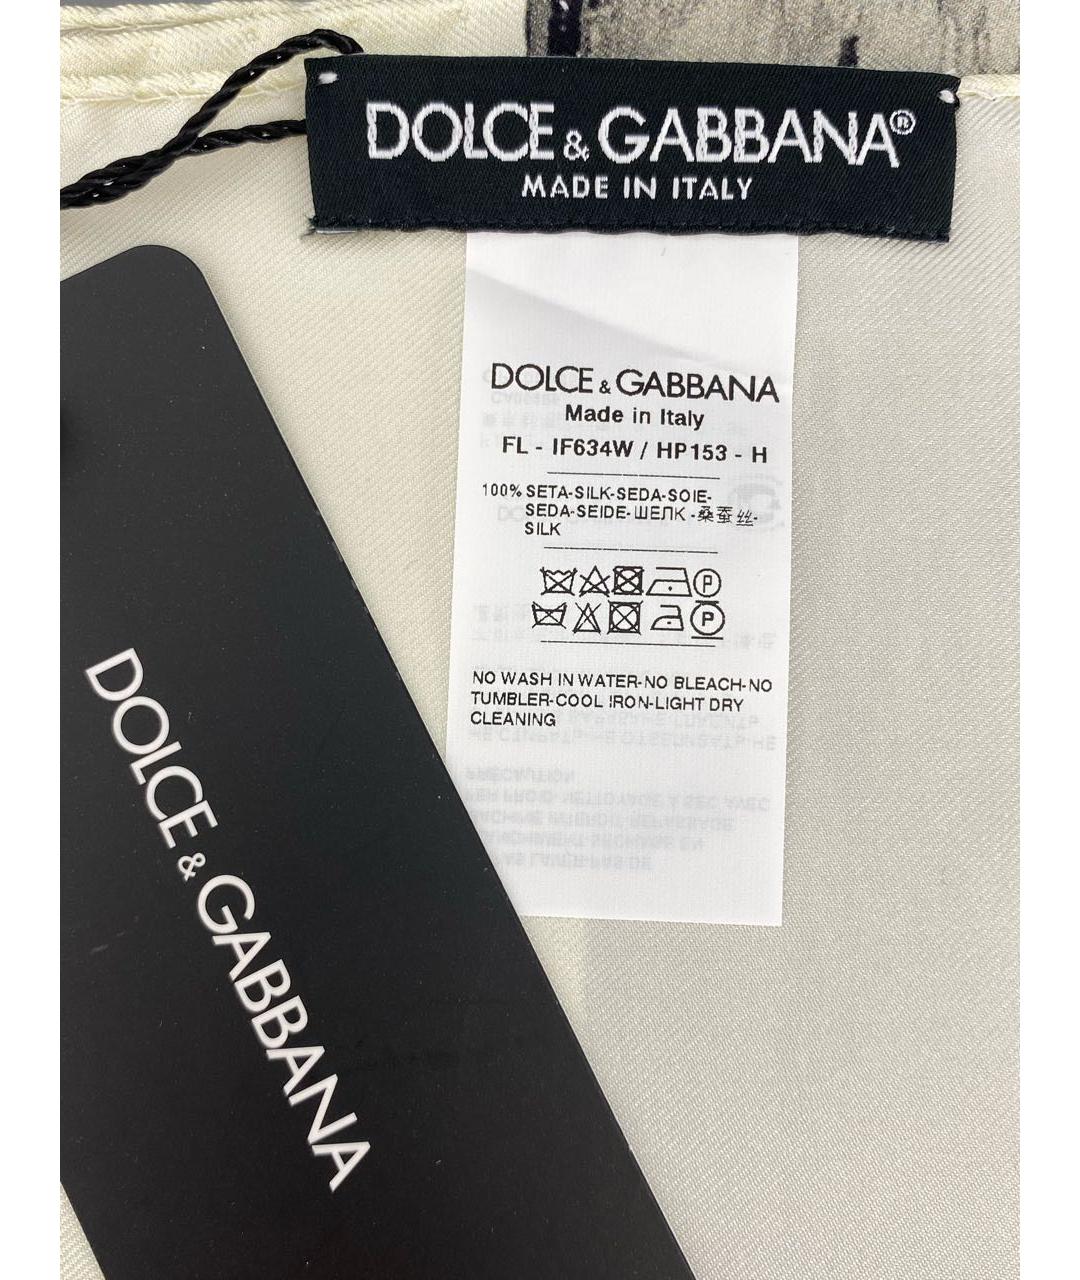 DOLCE & GABBANA®
MADE IN ITALY
DOLCE & GABBANA
Made in Italy
FL - IF634W / HP153 - H
100% SETA-SILK-SEDA-SOIE-
SEDA-SEIDE-ШЕЛК -桑蚕丝-
SILK
P
P
NO WASH IN WATER-NO BLEACH-NO
TUMBLER-COOL IRON-LIGHT DRY
CLEANING
DOLCE & GABBANA